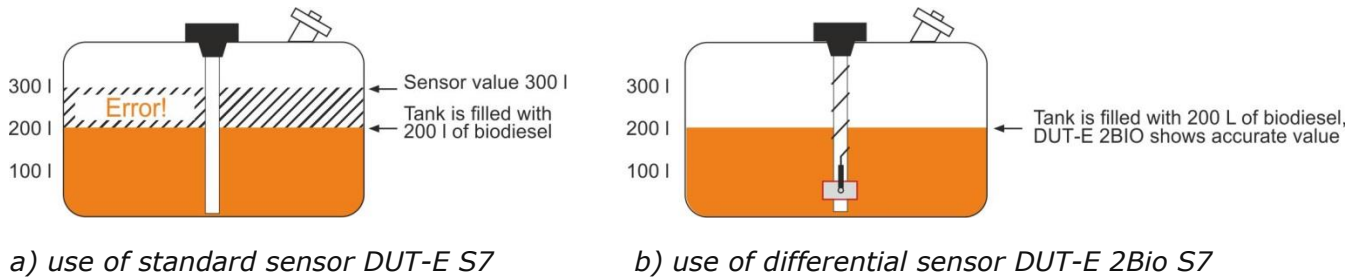 300 l
200 l
100 l
Error!
Sensor value 300 l
Tank is filled with
200 l of biodiesel
300 l
200 l
100 l
Tank is filled with 200 L of biodiesel,
DUT-E 2BIO shows accurate value
a) use of standard sensor DUT-E S7
b) use of differential sensor DUT-E 2Bio S7